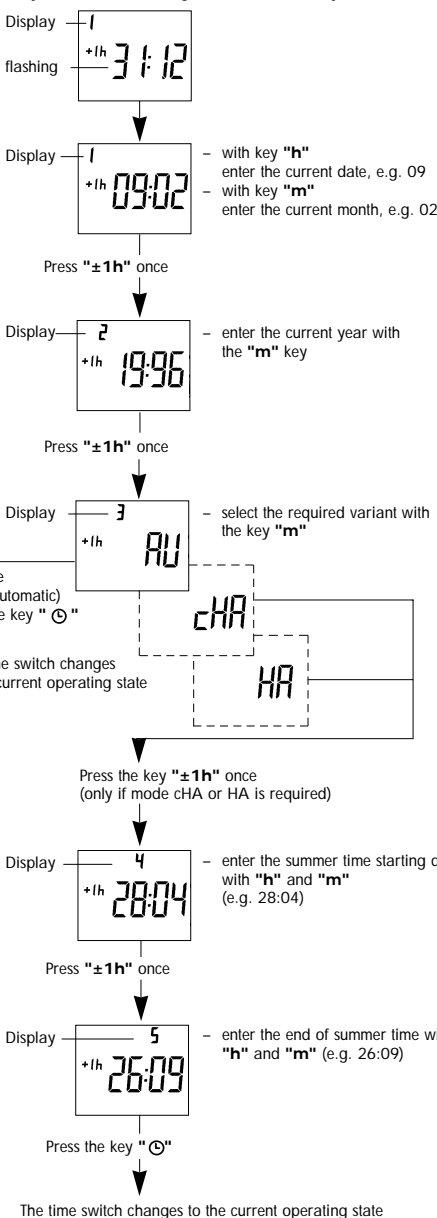 Display
1
+1h 31:12
flashing
Display
1
+1h 09:02
– with key "h"
enter the current date, e.g. 09
– with key "m"
enter the current month, e.g. 02
Press "±1h" once
Display
2
+1h 19:96
– enter the current year with
the "m" key
Press "±1h" once
Display
3
+1h AU
– select the required variant with
the key "m"
utomatic)
key "
cHA
switch changes
current operating state
HA
Press the key "±1h" once
(only if mode cHA or HA is required)
Display
4
+1h 28:04
– enter the summer time starting
with "h" and "m"
(e.g. 28:04)
Press "±1h" once
Display
5
+1h 26:09
– enter the end of summer time
"h" and "m" (e.g. 26:09)
Press the key " "
The time switch changes to the current operating state